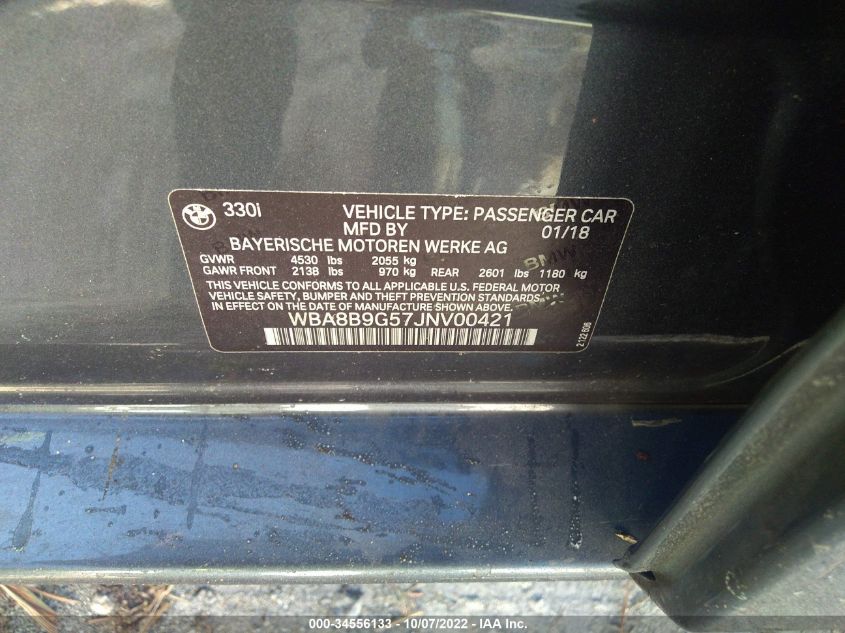 330i VEHICLE TYPE: PASSENGER CAR
MFD BY 01/18
BAYERISCHE MOTOREN WERKE AG
GVWR 4530 lbs 2055 kg
GAWR FRONT 2138 lbs 970 kg REAR 2601 lbs 1180 kg
THIS VEHICLE CONFORMS TO ALL APPLICABLE U.S. FEDERAL MOTOR
VEHICLE SAFETY, BUMPER AND THEFT PREVENTION STANDARDS
IN EFFECT ON THE DATE OF MANUFACTURE SHOWN ABOVE.
WBA8B9G57JNV00421
BMW
000-34556133 - 10/07/2022 - IAA Inc.